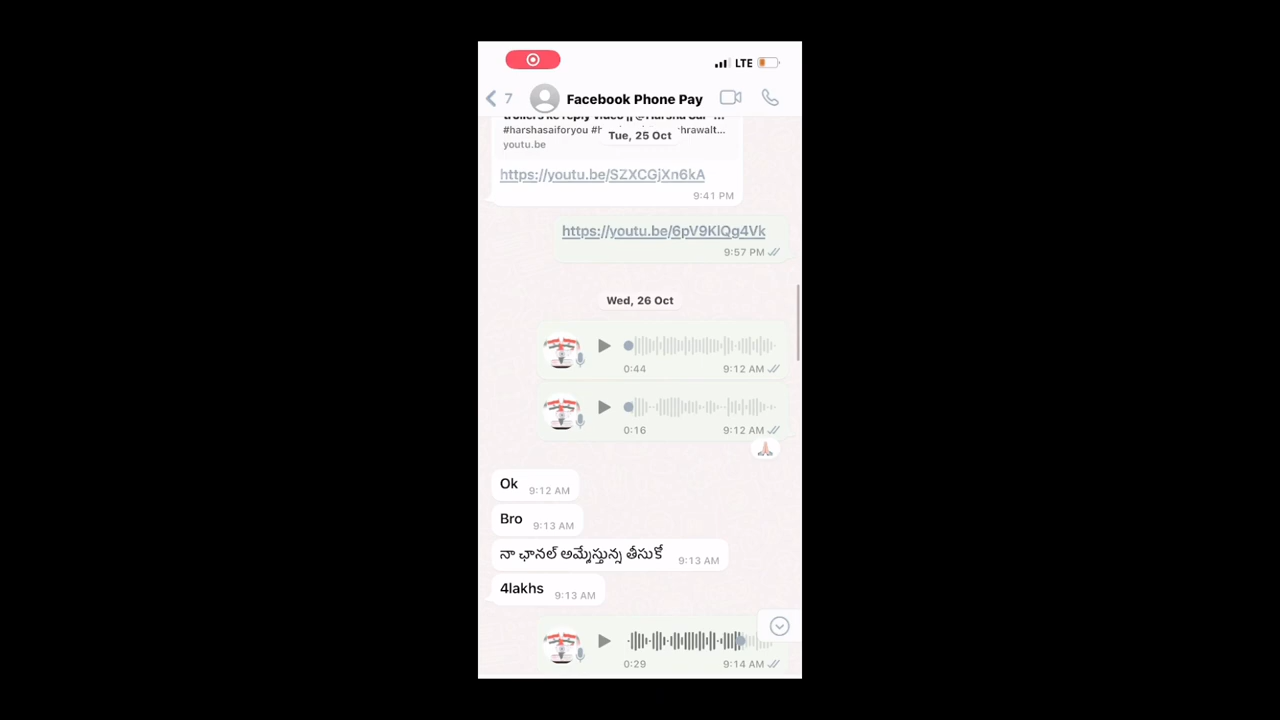 LTE
7
Facebook Phone Pay
#harshasaiforyou
Tue, 25 Oct
youtu.be
https://youtu.be/SZXCGjXn6kA
9:41 PM
https://youtu.be/6pV9KlQg4Vk
9:57 PM
Wed, 26 Oct
0:44 9:12 AM
0:16 9:12 AM
Ok 9:12 AM
Bro 9:13 AM
నా ఛానల్ అమ్మేస్తున్న తీసుకో 9:13 AM
4lakhs 9:13 AM
0:29 9:14 AM